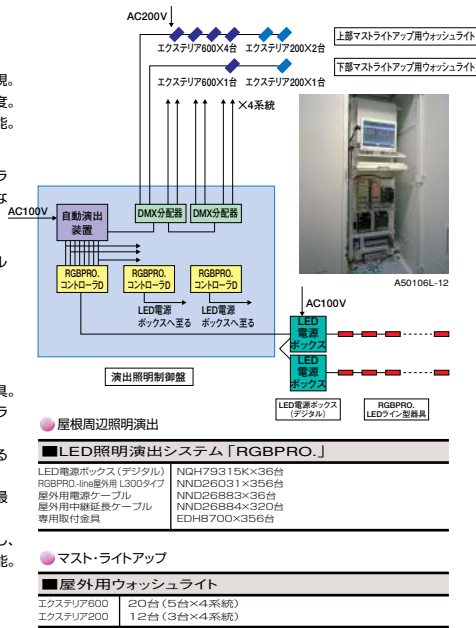 AC200V
エクステリア600×4台 エクステリア200×2台
上部マストライトアップ用ウォッシュライト
下部マストライトアップ用ウォッシュライト
エクステリア600×1台 エクステリア200×1台
×4系統
現。
度。
能。
ラ
な
AC100V
ル
自動演出
装置
DMX分配器
DMX分配器
RGBPRO.
コントローラD
RGBPRO.
コントローラD
RGBPRO.
コントローラD
LED電源
ボックスへ至る
LED電源
ボックスへ至る
A50106L-12
AC100V
LED
電源
ボックス
LED
電源
ボックス
演出照明制御盤
LED電源ボックス
(デジタル)
RGBPRO.
LEDライン型器具
具。
ラ
る
最
し、
能。
屋根周辺照明演出
■LED照明演出システム「RGBPRO.」
LED電源ボックス(デジタル) NQH79315K×36台
RGBPRO.-line屋外用 L300タイプ NND26031×356台
屋外用電源ケーブル NND26883×36台
屋外用中継延長ケーブル NND26884×320台
専用取付金具 EDH8700×356台
マスト・ライトアップ
■屋外用ウォッシュライト
エクステリア600 20台(5台×4系統)
エクステリア200 12台(3台×4系統)